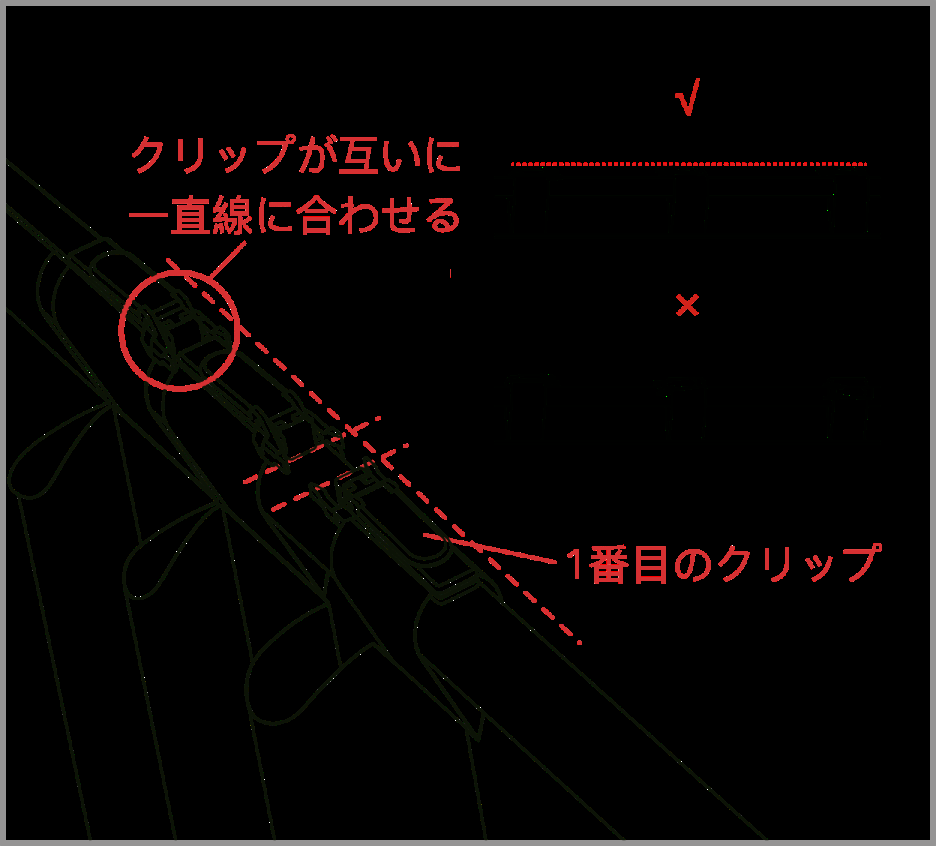 √
クリップが互いに
一直線に合わせる
×
1番目のクリップ